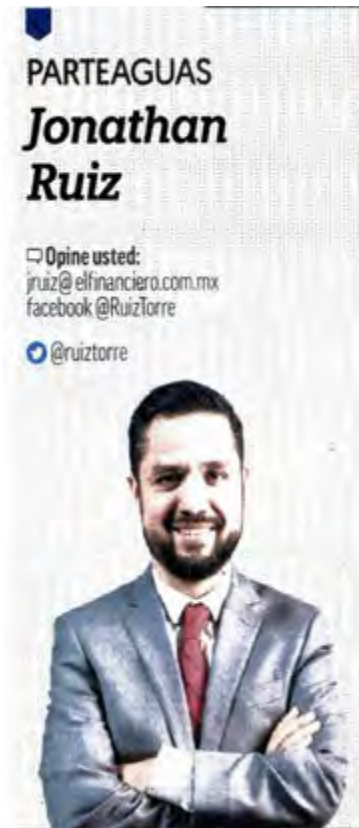 PARTEAGUAS
Jonathan
Ruiz
Opine usted:
jruiz@elfinanciero.com.mx
facebook @RuizTorre
@ruiztorre